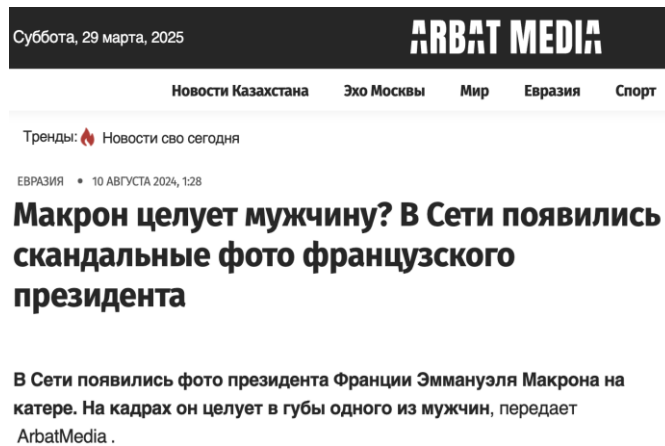 Суббота, 29 марта, 2025
ARBAT MEDIA
Новости Казахстана Эхо Москвы Мир Евразия Спорт
Тренды: Новости сво сегодня
ЕВРАЗИЯ • 10 АВГУСТА 2024, 1:28
Макрон целует мужчину? В Сети появились
скандальные фото французского
президента
В Сети появились фото президента Франции Эммануэля Макрона на
катере. На кадрах он целует в губы одного из мужчин, передает
ArbatMedia .